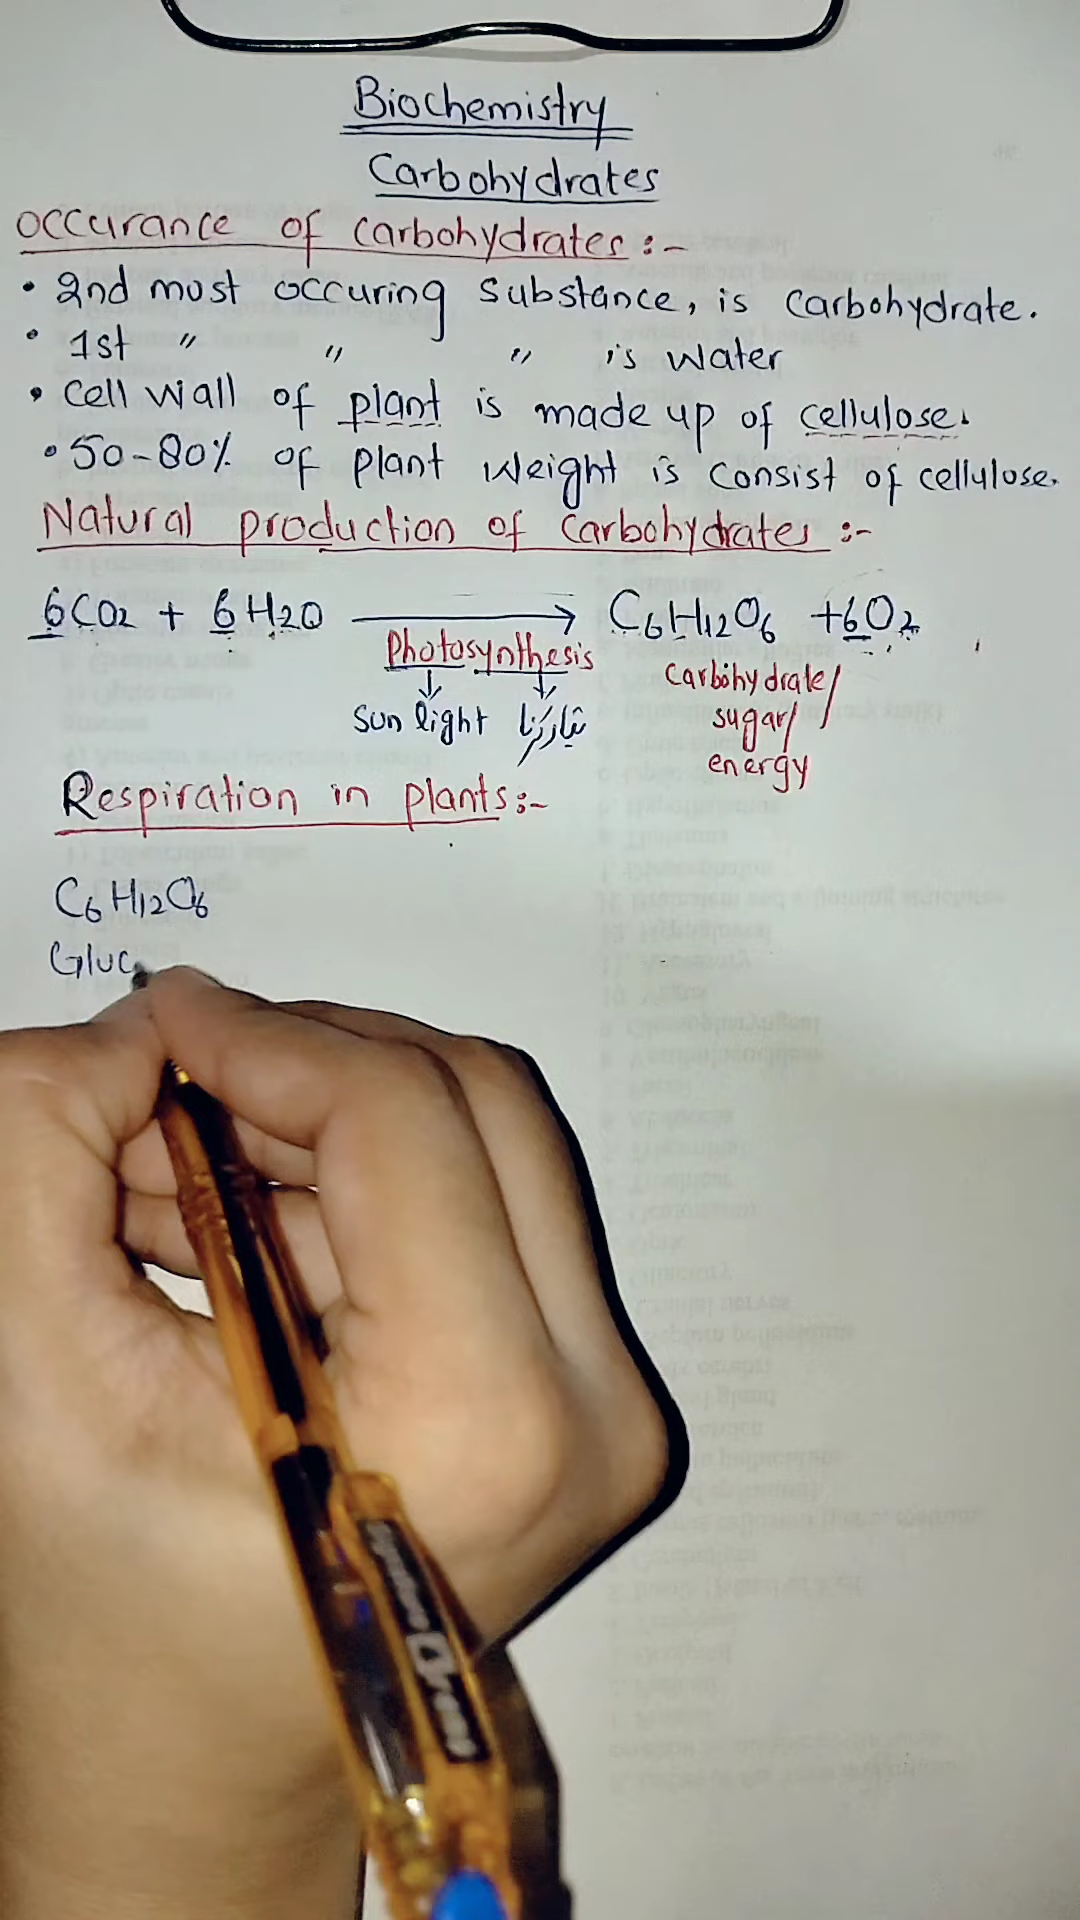 Biochemistry
Carbohydrates
Occurance of carbohydrates:-
• 2nd most occuring substance, is carbohydrate.
• 1st " " " is water
• Cell wall of plant is made up of cellulose.
• 50-80% of plant weight is consist of cellulose.
Natural production of carbohydrates:-
6CO2 + 6H2O → C6H12O6 + 6O2
Photosynthesis
carbohydrate/
sugar/
energy
Sun light
Respiration in plants:-
C6H12O6
Gluc